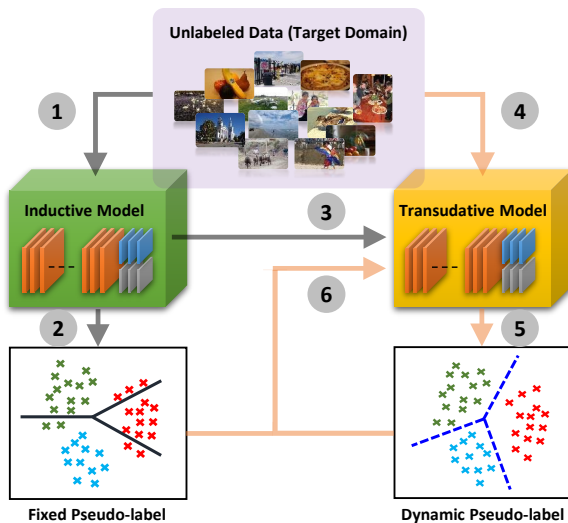 Unlabeled Data (Target Domain)
1
4
Inductive Model
3
Transudative Model
6
2
5
Fixed Pseudo-label
Dynamic Pseudo-label